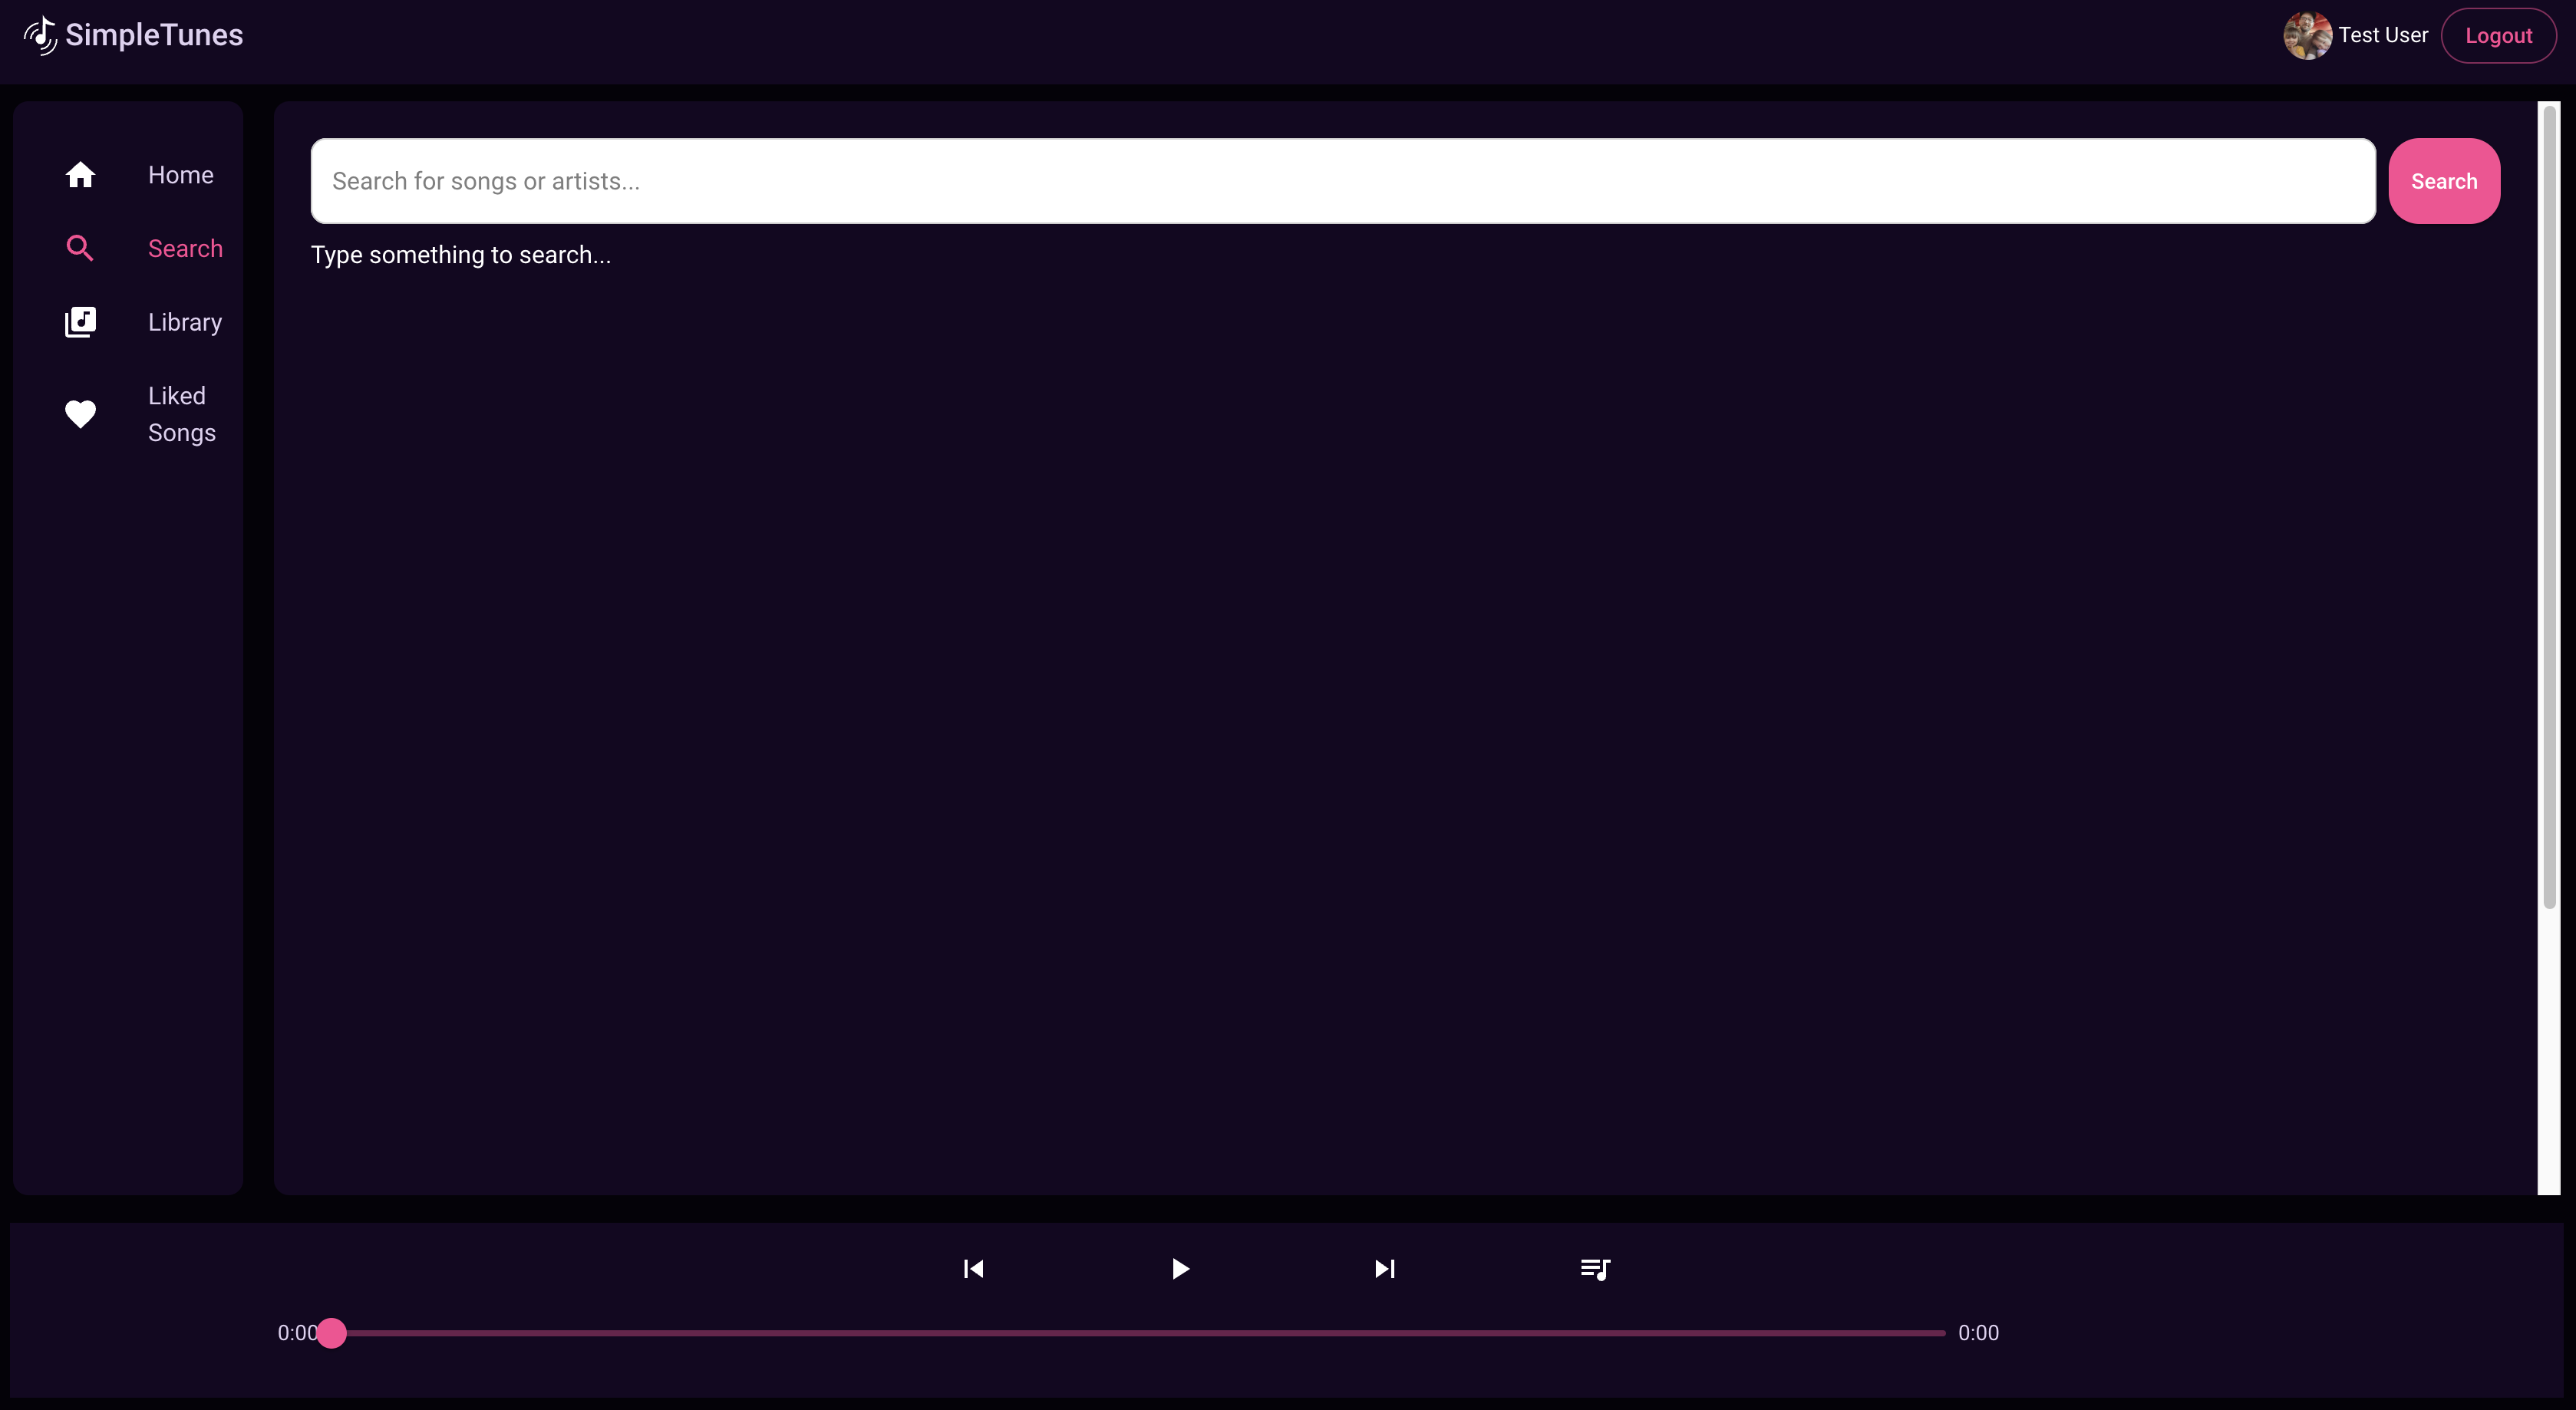 SimpleTunes
Test User
Logout
Home
Search
Library
Liked
Songs
Search for songs or artists...
Search
Type something to search...
0:00
0:00